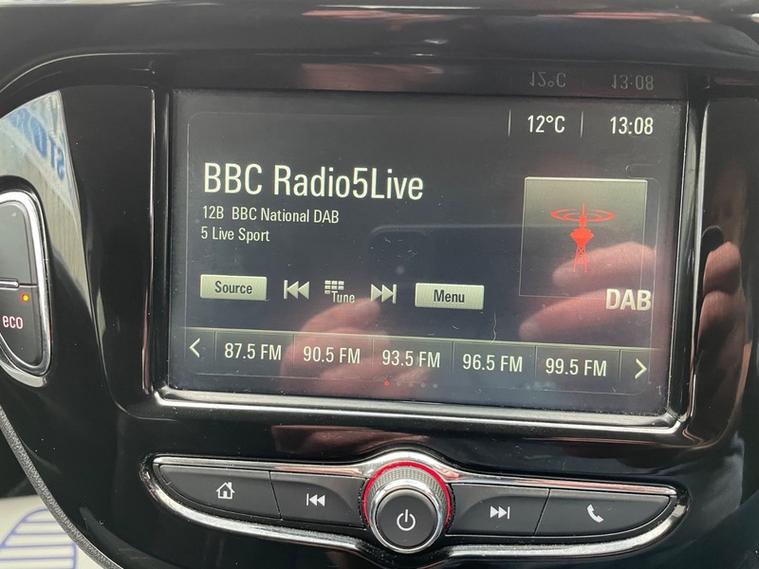 12°C 13:08
12°C 13:08
BBC Radio5Live
12B BBC National DAB
5 Live Sport
Source
Tune
Menu
DAB
87.5 FM 90.5 FM 93.5 FM 96.5 FM 99.5 FM
eco